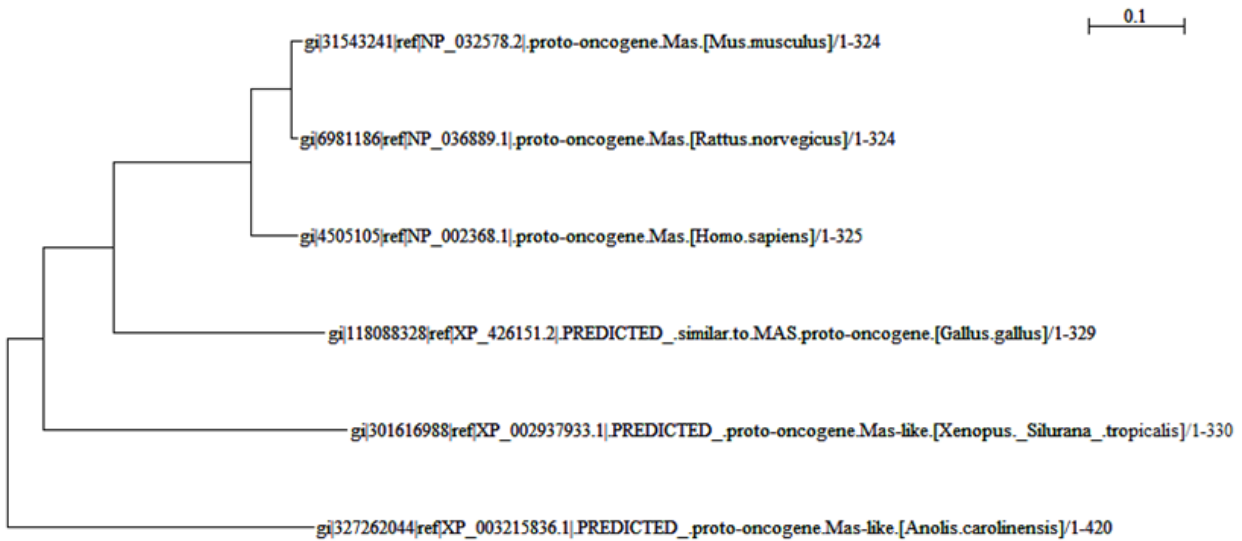 0.1
gi|31543241|ref|NP_032578.2|.proto-oncogene.Mas.[Mus.musculus]/1-324
gi|6981186|ref|NP_036889.1|.proto-oncogene.Mas.[Rattus.norvegicus]/1-324
gi|4505105|ref|NP_002368.1|.proto-oncogene.Mas.[Homo.sapiens]/1-325
gi|118088328|ref|XP_426151.2|.PREDICTED_.similar.to.MAS.proto-oncogene.[Gallus.gallus]/1-329
gi|301616988|ref|XP_002937933.1|.PREDICTED_.proto-oncogene.Mas-like.[Xenopus._Silurana_.tropicalis]/1-330
gi|327262044|ref|XP_003215836.1|.PREDICTED_.proto-oncogene.Mas-like.[Anolis.carolinensis]/1-420